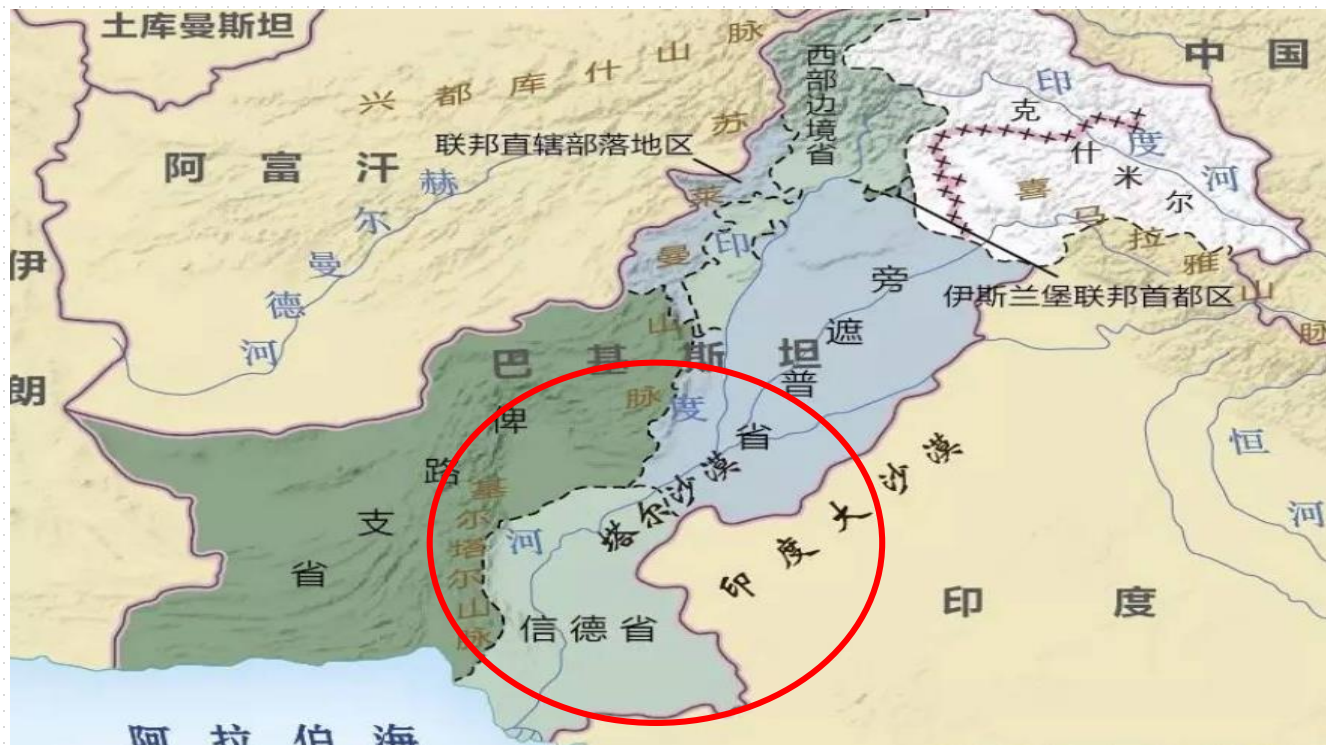 土库曼斯坦
中国
兴都库什山脉
西部边境省
印度河
克什米尔
联邦直辖部落地区
阿富汗
赫尔曼德河
苏莱曼山脉
喜马拉雅山脉
伊朗
伊斯兰堡联邦首都区
旁遮普省
巴基斯坦
印度河
俾路支省
基尔塔尔山脉
塔尔沙漠
印度大沙漠
恒河
信德省
印度
阿拉伯海